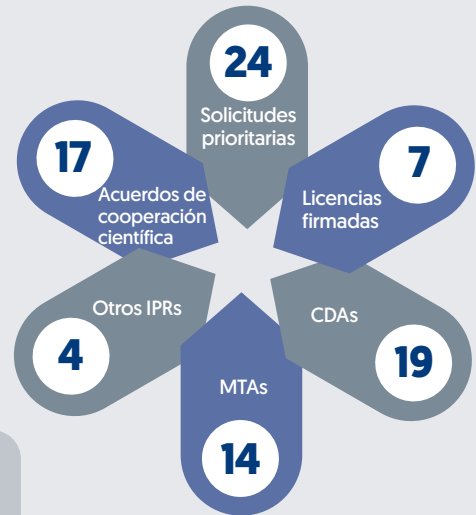 24
Solicitudes
prioritarias
7
Licencias
firmadas
CDAs
19
MTAs
14
Otros IPRs
4
17
Acuerdos de
cooperación
científica